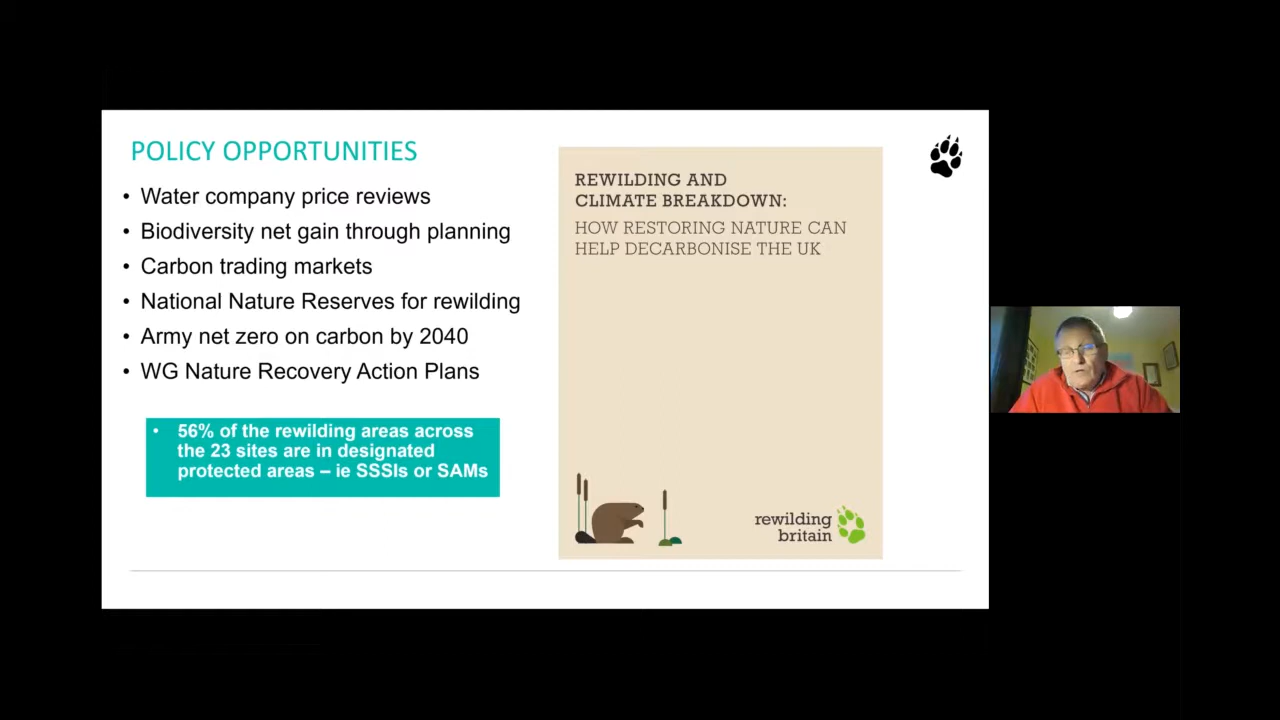 POLICY OPPORTUNITIES
• Water company price reviews
• Biodiversity net gain through planning
• Carbon trading markets
• National Nature Reserves for rewilding
• Army net zero on carbon by 2040
• WG Nature Recovery Action Plans
• 56% of the rewilding areas across
the 23 sites are in designated
protected areas – ie SSSIs or SAMs
REWILDING AND
CLIMATE BREAKDOWN:
HOW RESTORING NATURE CAN
HELP DECARBONISE THE UK
rewilding
britain